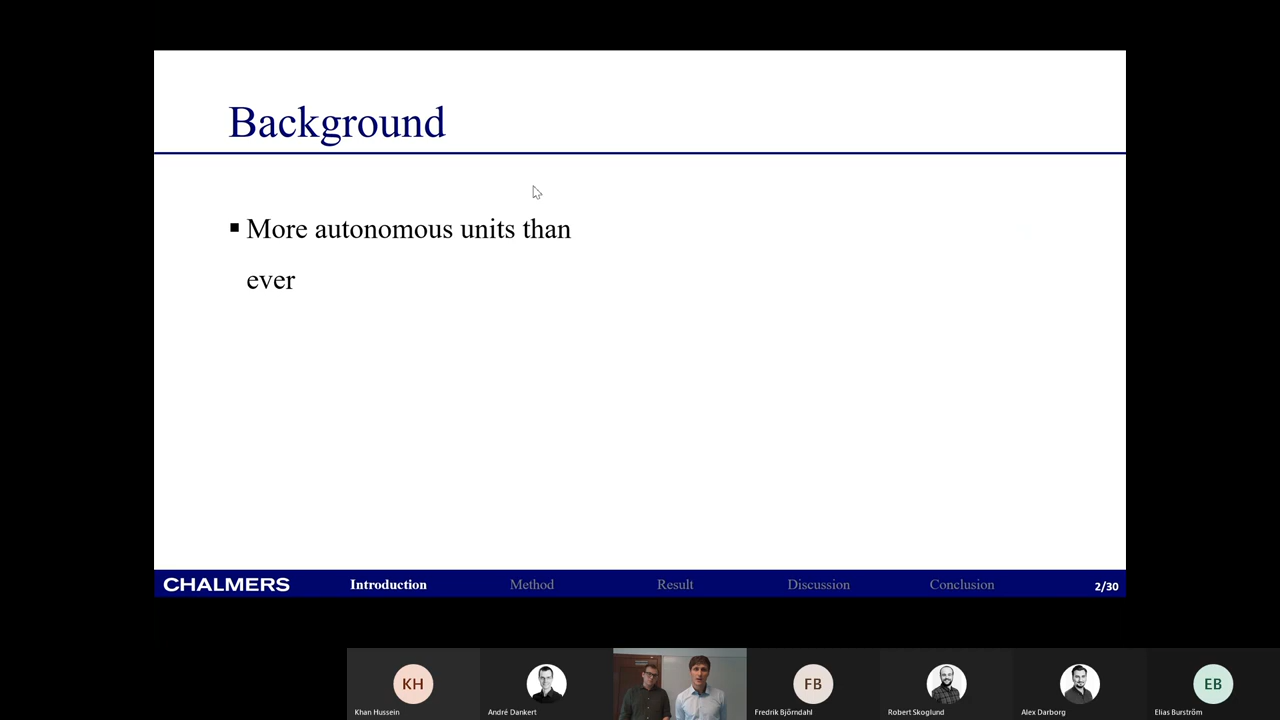 Background
▪ More autonomous units than
ever
CHALMERS Introduction Method Result Discussion Conclusion 2/30
KH FB EB
Khan Hussein André Dankert Fredrik Björndahl Robert Skoglund Alex Darborg Elias Burström